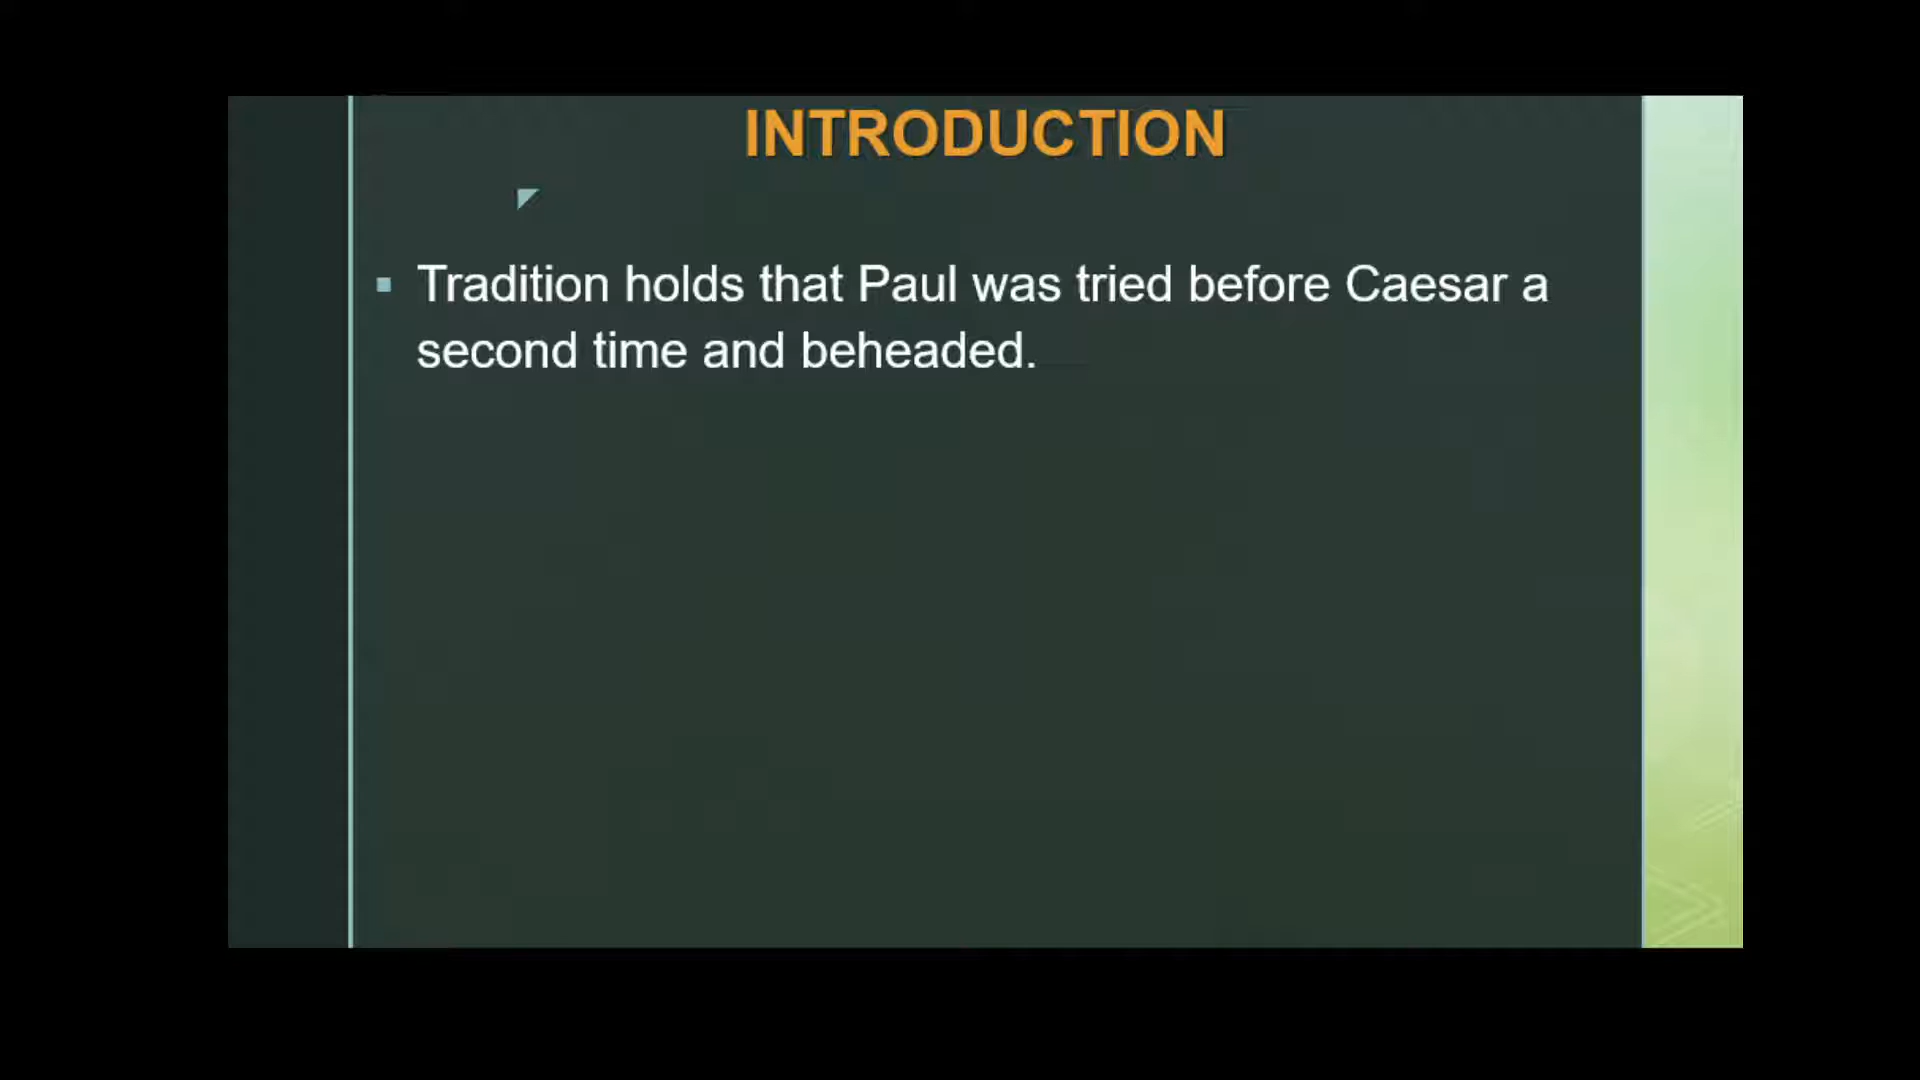 INTRODUCTION
Tradition holds that Paul was tried before Caesar a
second time and beheaded.